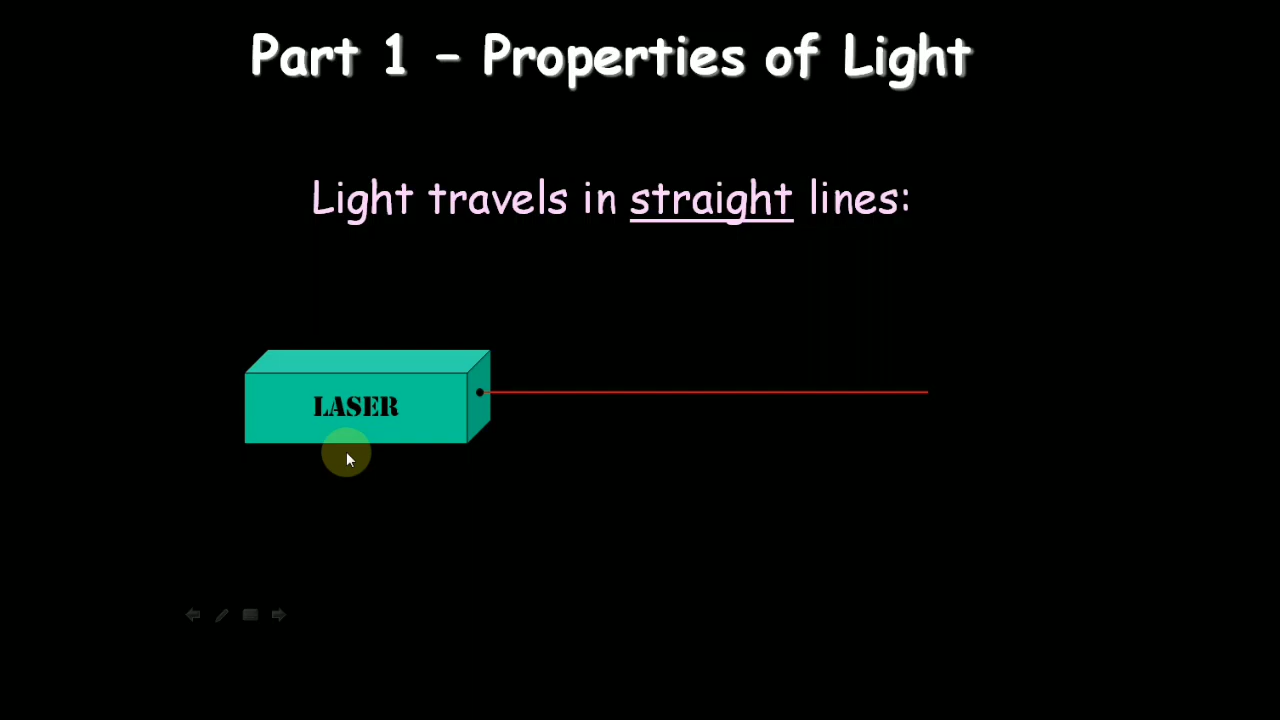 Part 1 – Properties of Light
Light travels in straight lines:
LASER